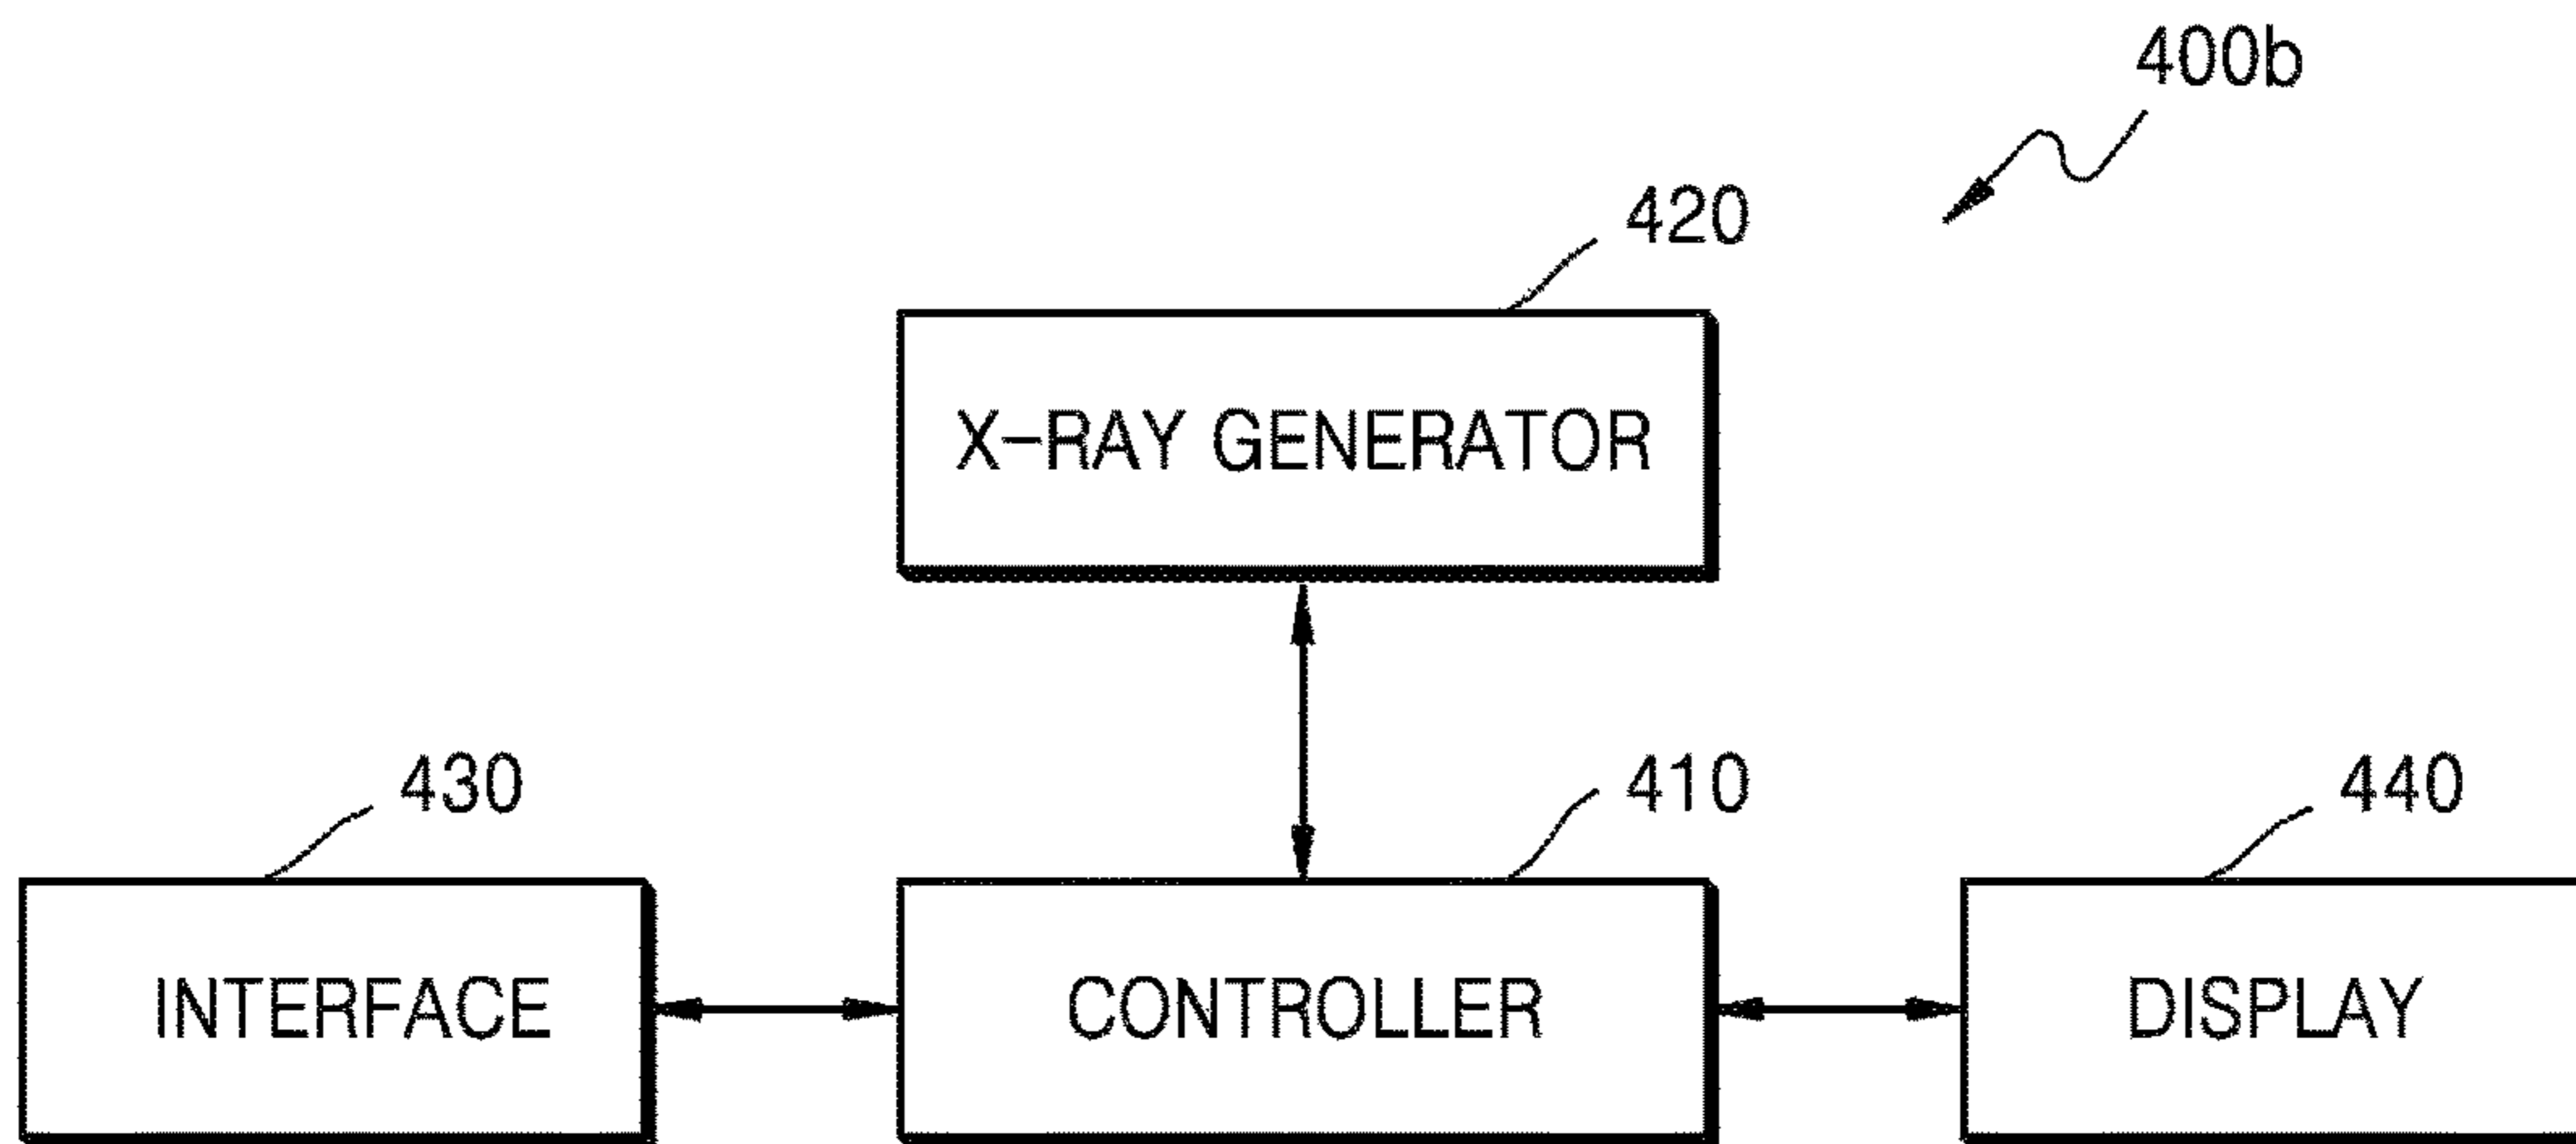 400b
420
X-RAY GENERATOR
430
410
440
INTERFACE
CONTROLLER
DISPLAY